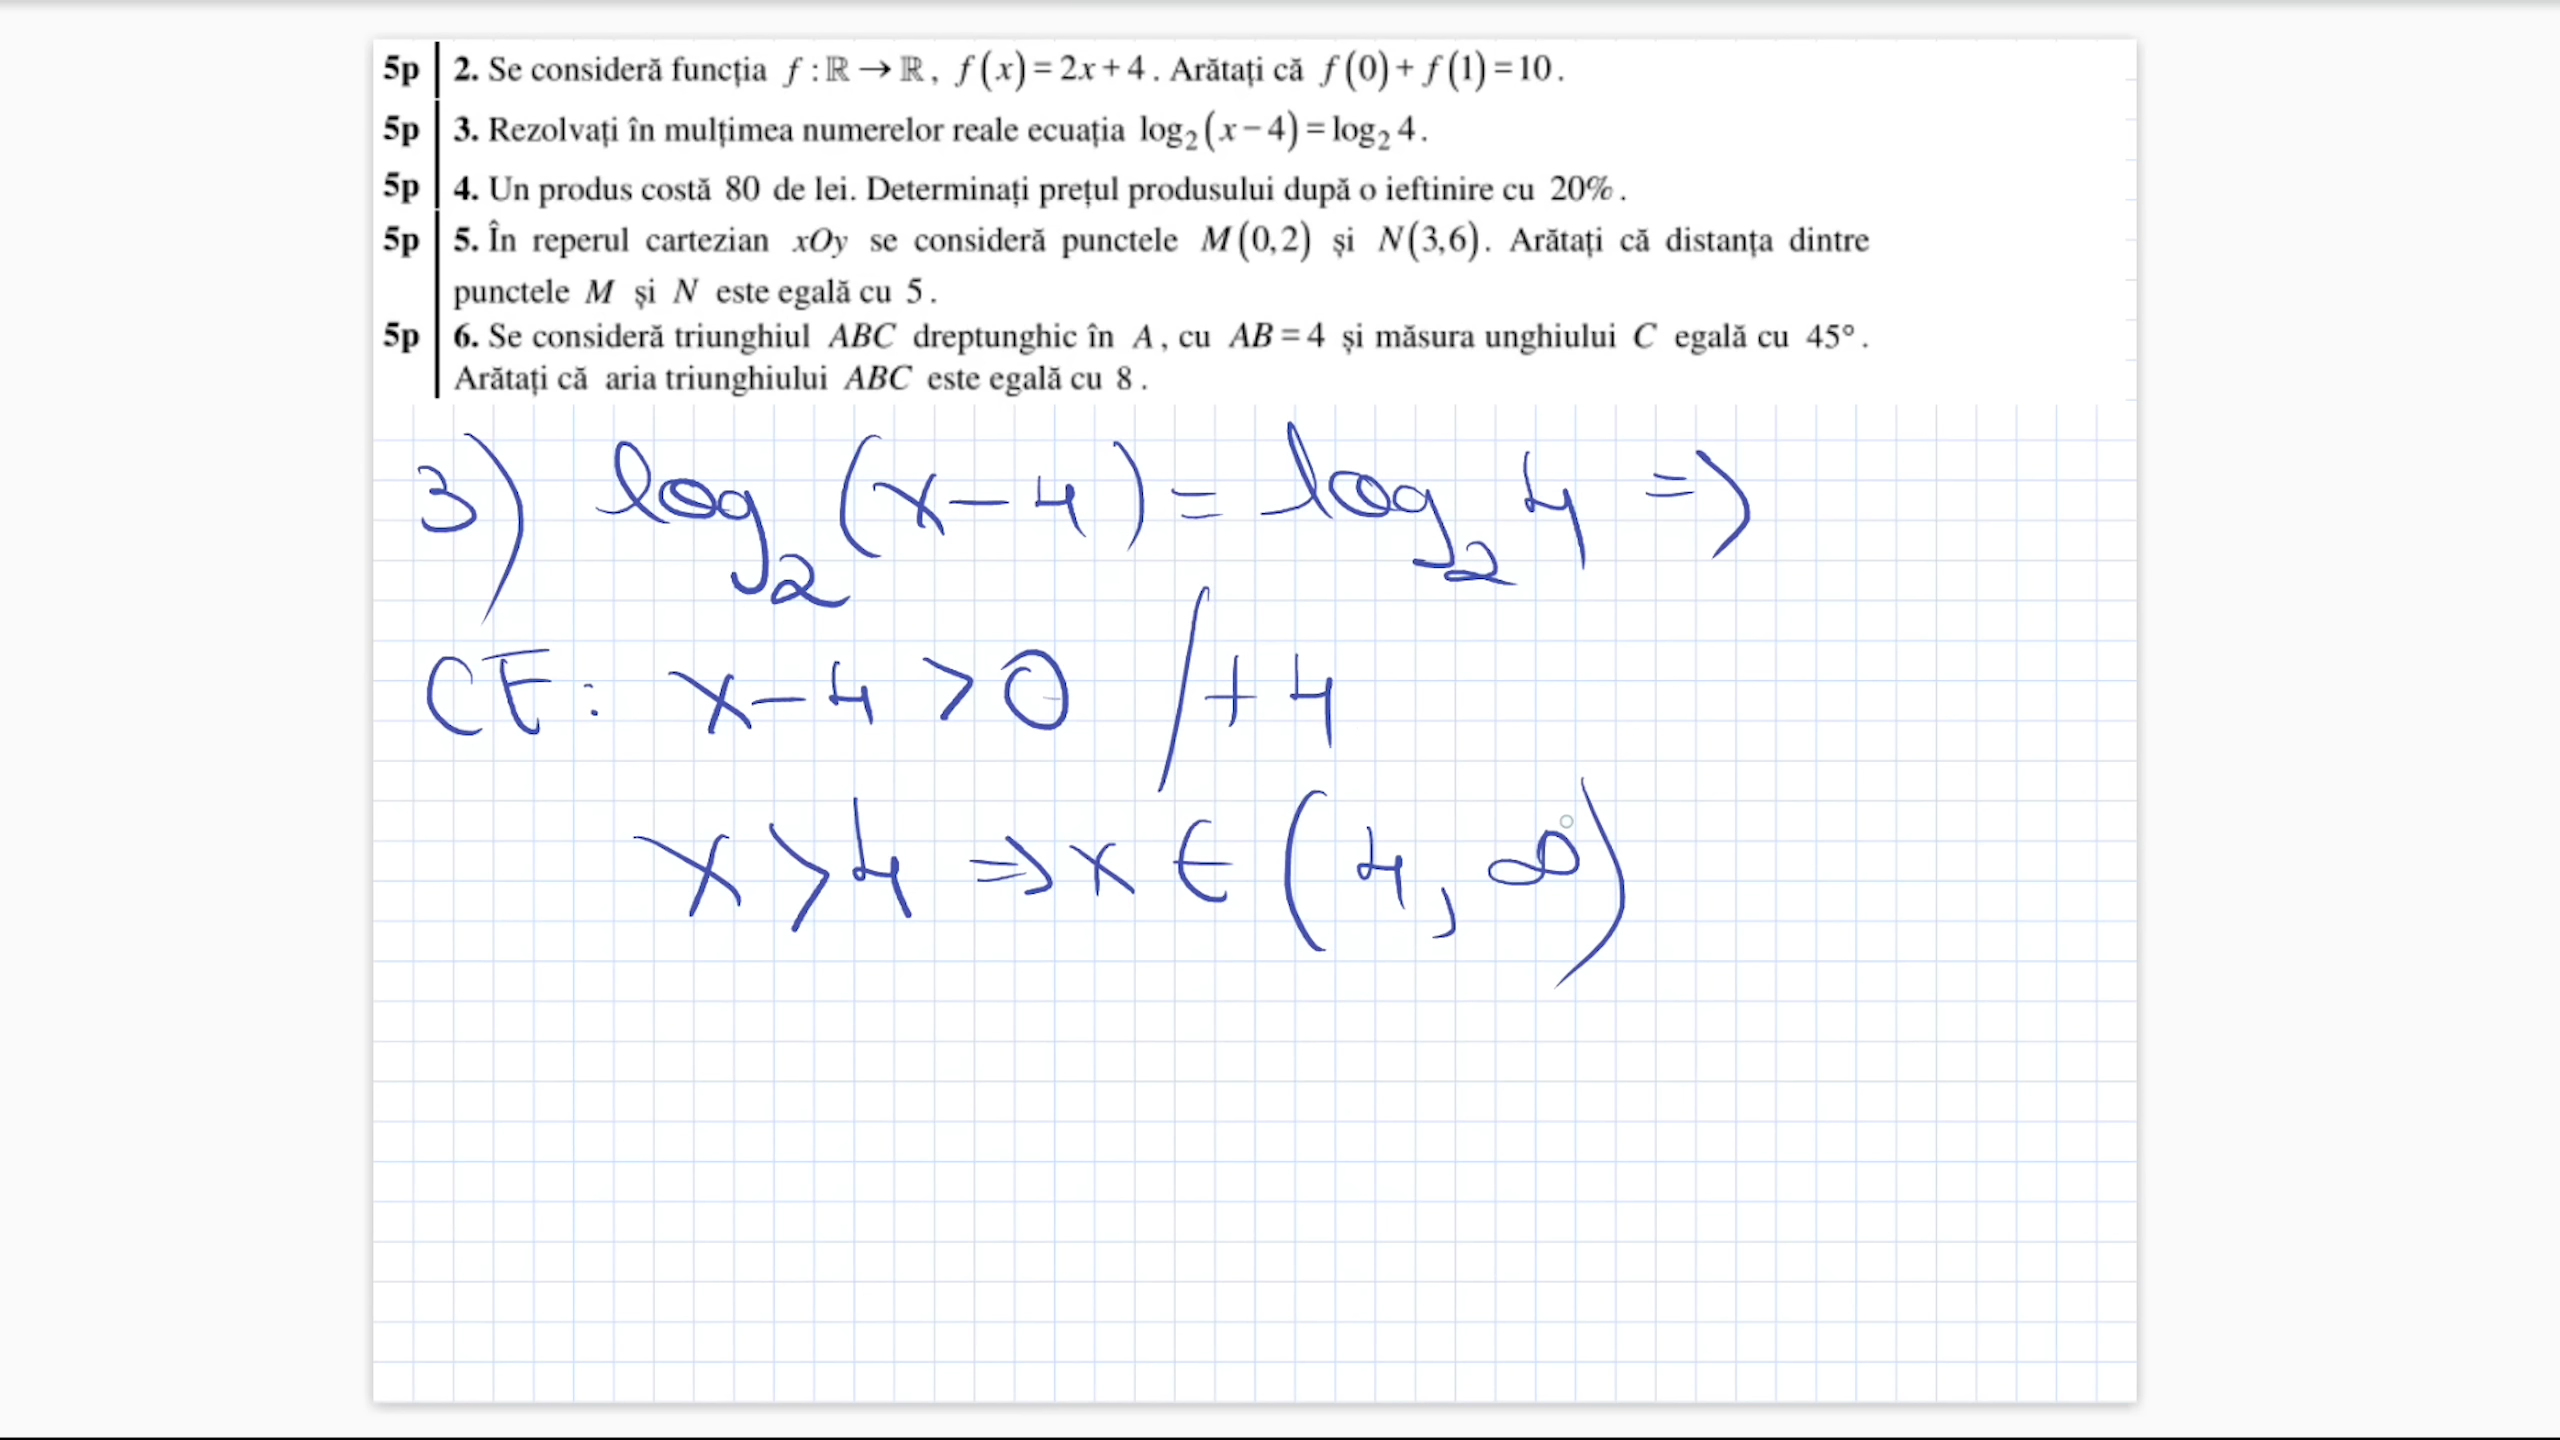 5p 2. Se consideră funcția f : ℝ → ℝ, f(x) = 2x + 4. Arătați că f(0) + f(1) = 10.
5p 3. Rezolvați în mulțimea numerelor reale ecuația log₂(x − 4) = log₂ 4.
5p 4. Un produs costă 80 de lei. Determinați prețul produsului după o ieftinire cu 20%.
5p 5. În reperul cartezian xOy se consideră punctele M(0,2) și N(3,6). Arătați că distanța dintre
punctele M și N este egală cu 5.
5p 6. Se consideră triunghiul ABC dreptunghic în A, cu AB = 4 și măsura unghiului C egală cu 45°.
Arătați că aria triunghiului ABC este egală cu 8.
3) log₂(x − 4) = log₂ 4 =>
CE: x − 4 > 0 / + 4
x > 4 => x ∈ (4, ∞)